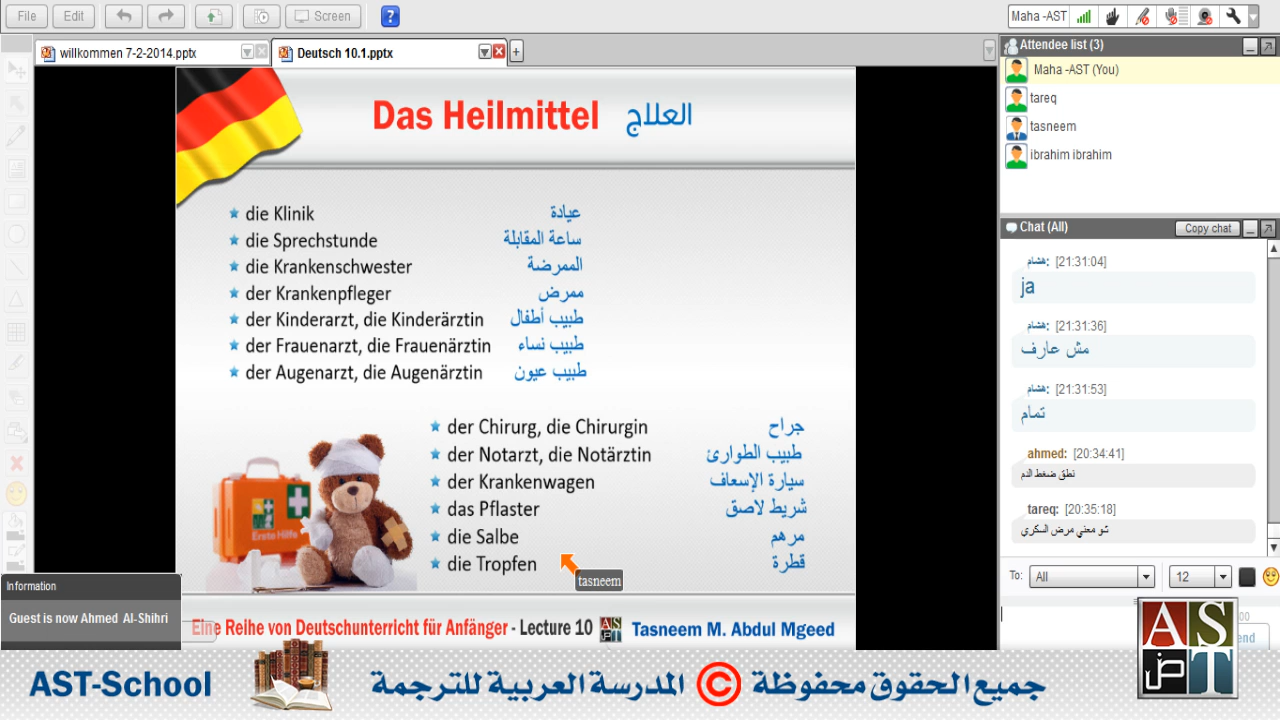 File Edit Screen ?
Maha -AST
willkommen 7-2-2014.pptx
Deutsch 10.1.pptx
Das Heilmittel العلاج
die Klinik عيادة
die Sprechstunde ساعة المقابلة
die Krankenschwester الممرضة
der Krankenpfleger ممرض
der Kinderarzt, die Kinderärztin طبيب أطفال
der Frauenarzt, die Frauenärztin طبيب نساء
der Augenarzt, die Augenärztin طبيب عيون
der Chirurg, die Chirurgin جراح
der Notarzt, die Notärztin طبيب الطوارئ
der Krankenwagen سيارة الإسعاف
das Pflaster شريط لاصق
die Salbe مرهم
die Tropfen قطرة
tasneem
Erste Hilfe
Eine Reihe von Deutschunterricht für Anfänger - Lecture 10 Tasneem M. Abdul Mgeed
Information
Guest is now Ahmed Al-Shihri
Attendee list (3)
Maha -AST (You)
tareq
tasneem
ibrahim ibrahim
Chat (All) Copy chat
هشام: [21:31:04]
ja
هشام: [21:31:36]
مش عارف
هشام: [21:31:53]
تمام
ahmed: [20:34:41]
نطق ضغط الدم
tareq: [20:35:18]
شو معني مرض السكري
To: All 12
AST
ض
AST-School المدرسة العربية للترجمة © جميع الحقوق محفوظة